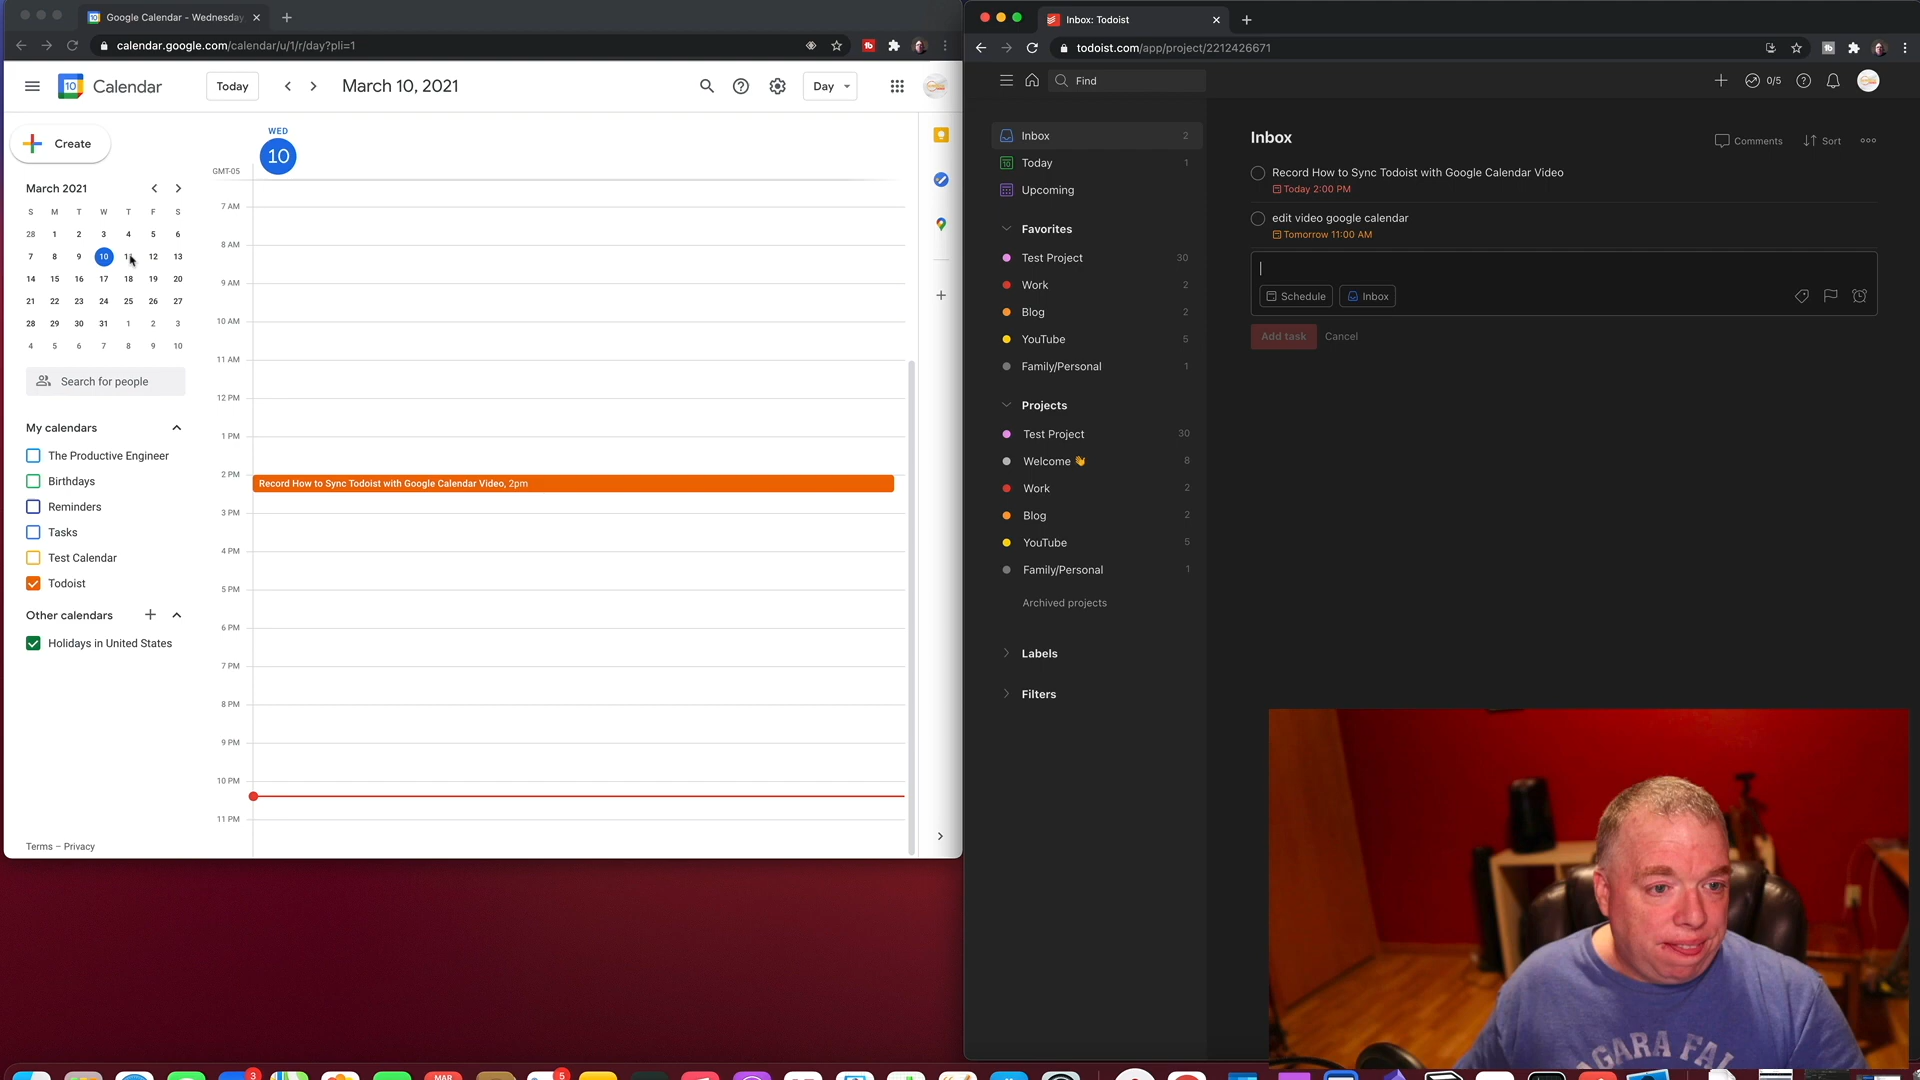 Google Calendar - Wednesday
calendar.google.com/calendar/u/1/r/day?pli=1
10
Calendar
Today
March 10, 2021
Day
Create
March 2021
S M T W T F S
28 1 2 3 4 5 6
7 8 9 10 11 12 13
14 15 16 17 18 19 20
21 22 23 24 25 26 27
28 29 30 31 1 2 3
4 5 6 7 8 9 10
Search for people
My calendars
The Productive Engineer
Birthdays
Reminders
Tasks
Test Calendar
Todoist
Other calendars
Holidays in United States
Terms – Privacy
WED
10
GMT-05
7 AM
8 AM
9 AM
10 AM
11 AM
12 PM
1 PM
2 PM
Record How to Sync Todoist with Google Calendar Video, 2pm
3 PM
4 PM
5 PM
6 PM
7 PM
8 PM
9 PM
10 PM
11 PM
Inbox: Todoist
todoist.com/app/project/2212426671
Find
0/5
Inbox 2
Today 1
Upcoming
Favorites
Test Project 30
Work 2
Blog 2
YouTube 5
Family/Personal 1
Projects
Test Project 30
Welcome 👋 8
Work 2
Blog 2
YouTube 5
Family/Personal 1
Archived projects
Labels
Filters
Inbox
Comments
Sort
Record How to Sync Todoist with Google Calendar Video
Today 2:00 PM
edit video google calendar
Tomorrow 11:00 AM
Schedule
Inbox
Add task
Cancel
3
MAR
5